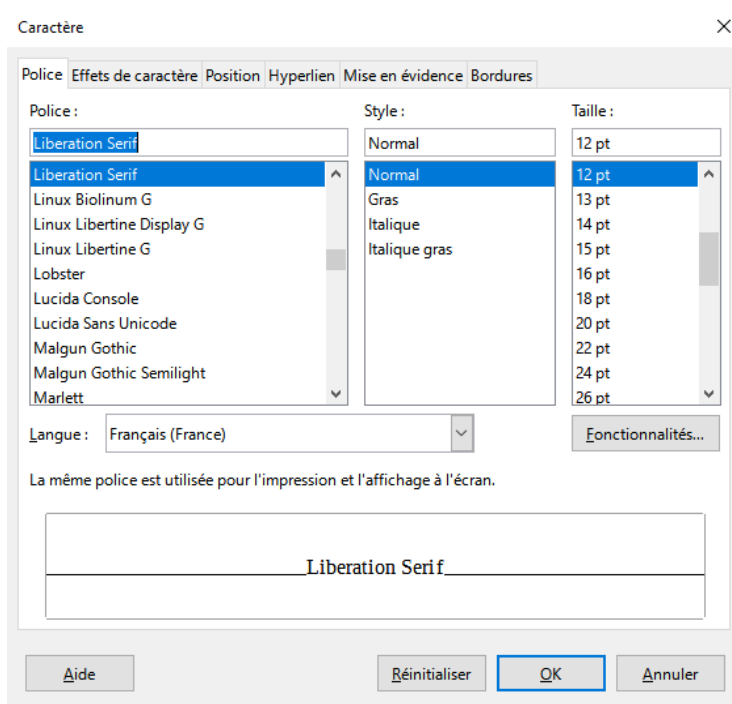 Caractère
Police Effets de caractère Position Hyperlien Mise en évidence Bordures
Police : Style : Taille :
Liberation Serif Normal 12 pt
Liberation Serif Normal 12 pt
Linux Biolinum G Gras 13 pt
Linux Libertine Display G Italique 14 pt
Linux Libertine G Italique gras 15 pt
Lobster 16 pt
Lucida Console 18 pt
Lucida Sans Unicode 20 pt
Malgun Gothic 22 pt
Malgun Gothic Semilight 24 pt
Marlett 26 pt
Langue : Français (France) Fonctionnalités...
La même police est utilisée pour l'impression et l'affichage à l'écran.
Liberation Serif
Aide Réinitialiser OK Annuler